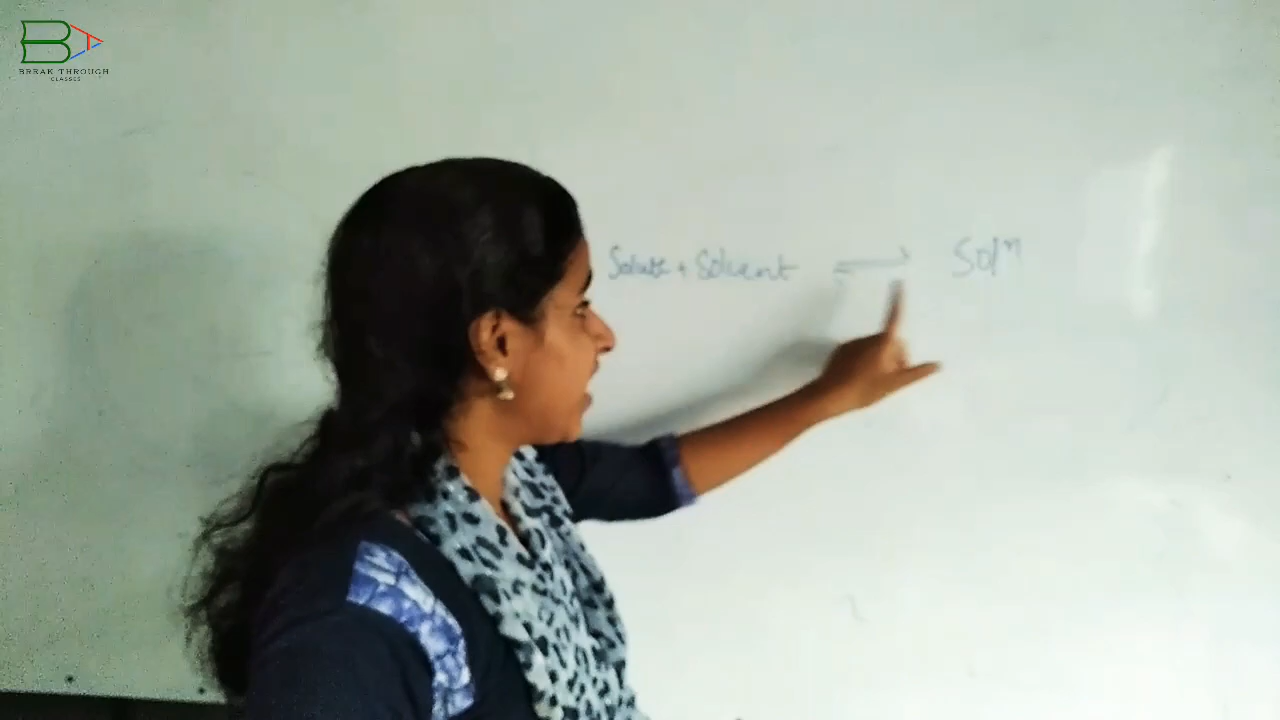 BREAK THROUGH
CLASSES
Solute + Solvent ⇌ Solⁿ